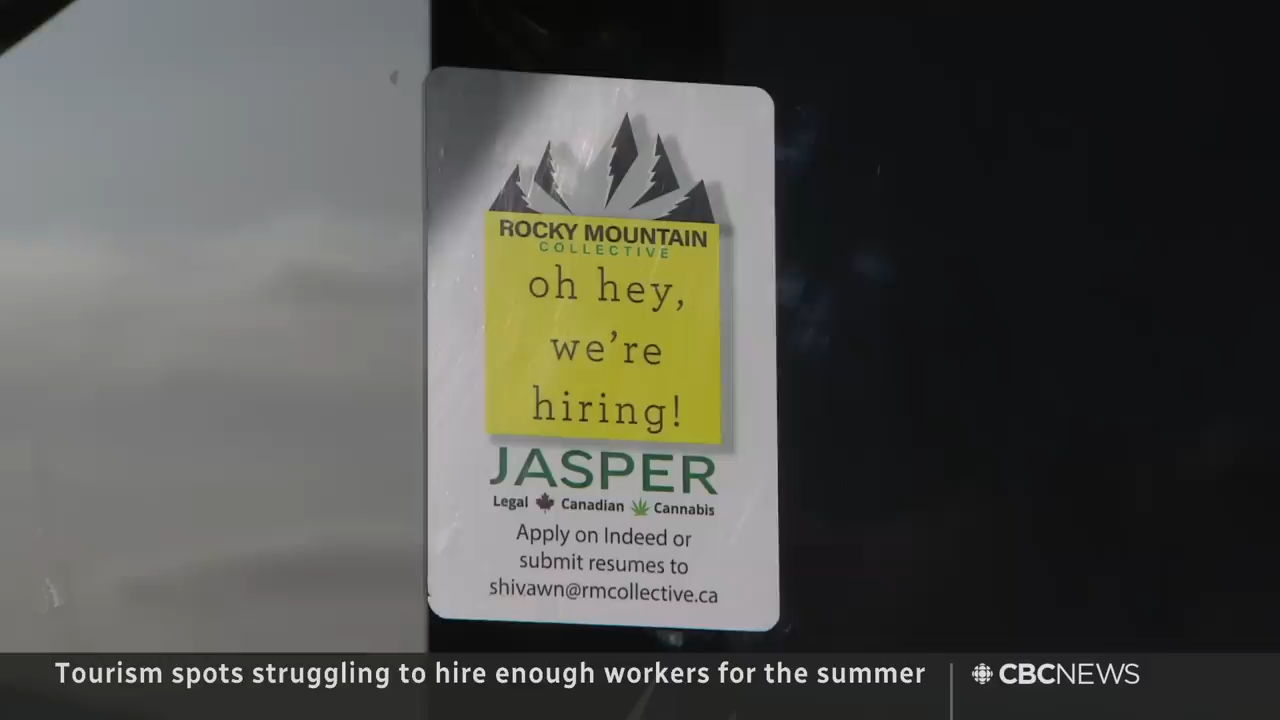 ROCKY MOUNTAIN
COLLECTIVE
oh hey,
we're
hiring!
JASPER
Legal Canadian Cannabis
Apply on Indeed or
submit resumes to
shivawn@rmcollective.ca
Tourism spots struggling to hire enough workers for the summer
CBCNEWS